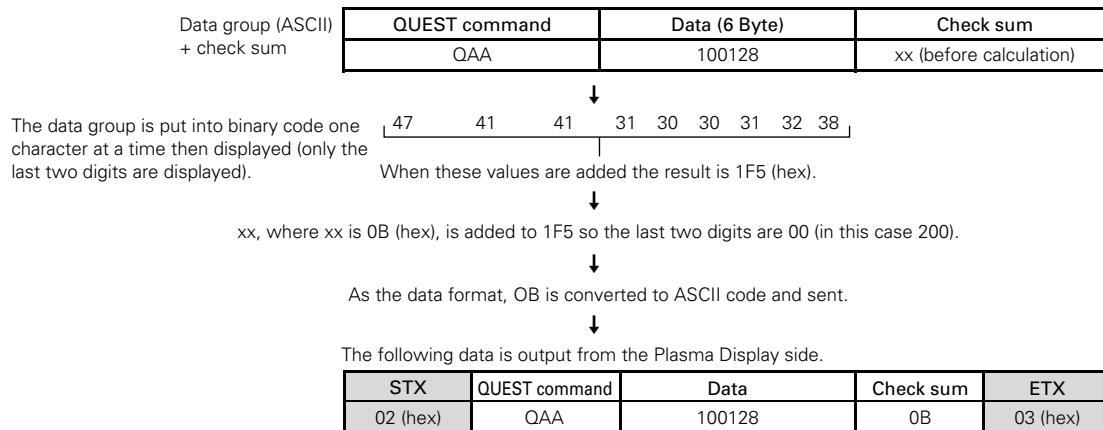 Data group (ASCII)
+ check sum
QUEST command Data (6 Byte) Check sum
QAA 100128 xx (before calculation)
↓
The data group is put into binary code one
character at a time then displayed (only the
last two digits are displayed).
47 41 41 31 30 30 31 32 38
When these values are added the result is 1F5 (hex).
↓
xx, where xx is 0B (hex), is added to 1F5 so the last two digits are 00 (in this case 200).
↓
As the data format, OB is converted to ASCII code and sent.
↓
The following data is output from the Plasma Display side.
STX QUEST command Data Check sum ETX
02 (hex) QAA 100128 0B 03 (hex)